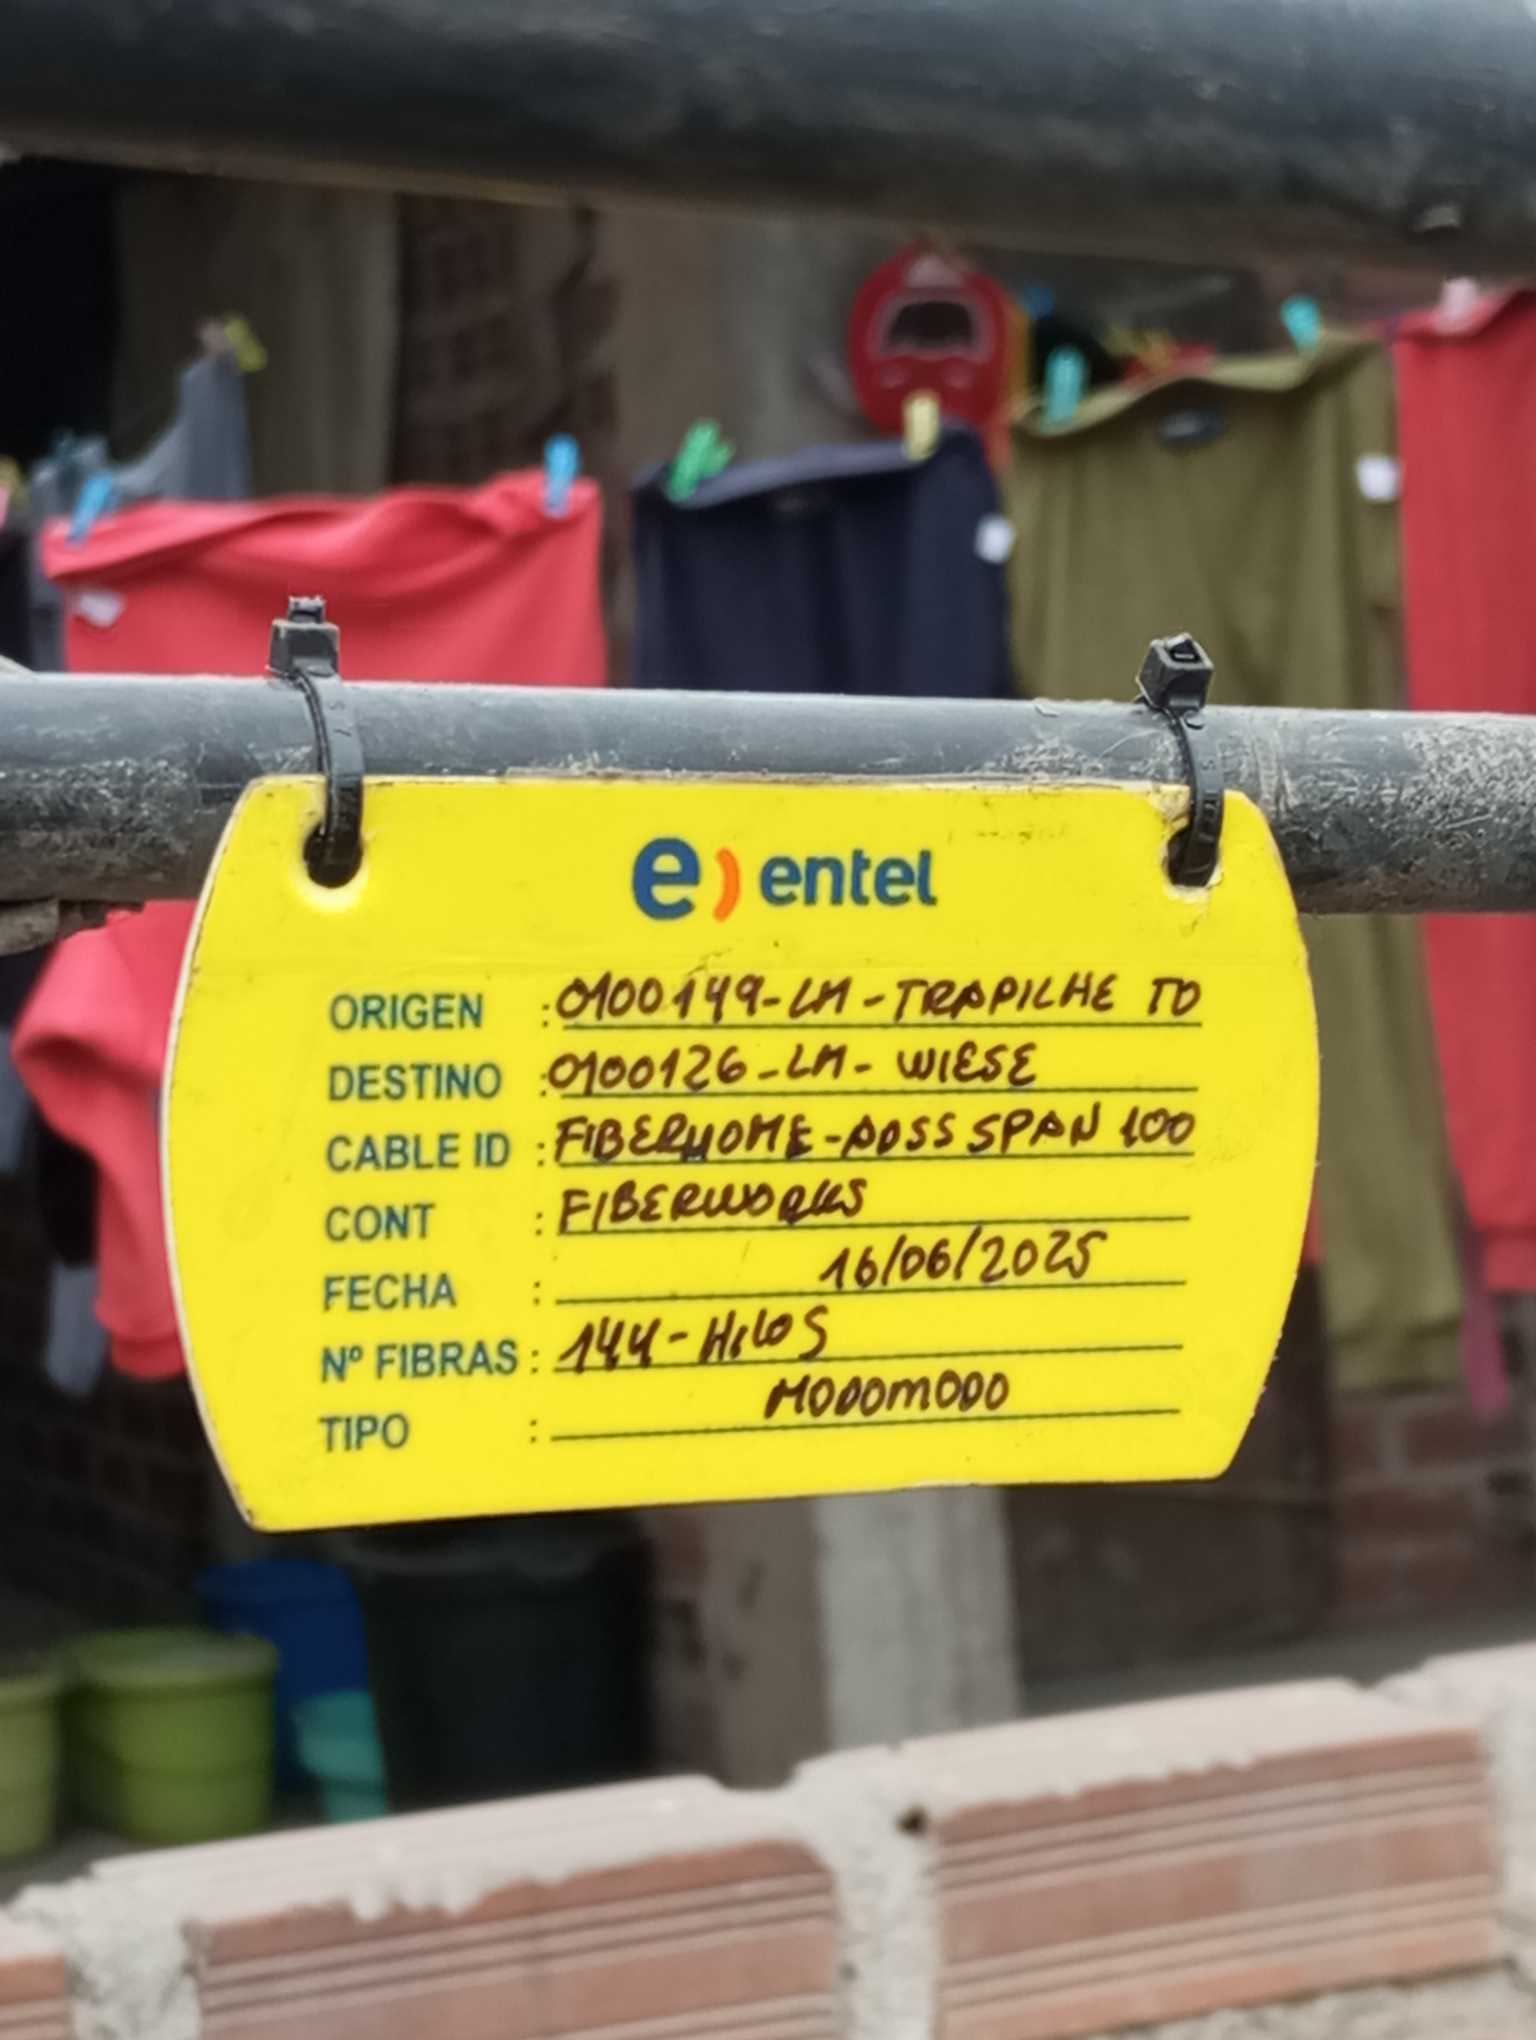 e) entel
ORIGEN : 0100149-LM-TRAPILHE TO
DESTINO : 0100126-LM-WIESE
CABLE ID : FIBERHOME-ADSS SPAN 100
CONT : FIBERWORKS
FECHA : 16/06/2025
Nº FIBRAS : 144-HILOS
TIPO : MODOMODO